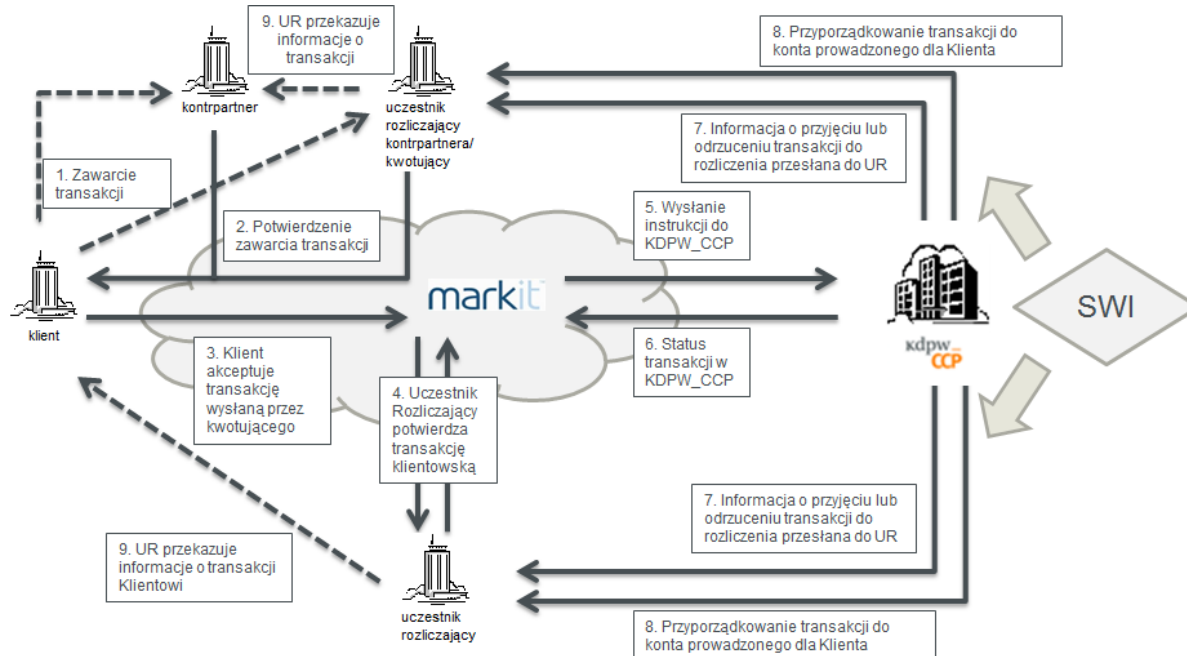 9. UR przekazuje
informacje o
transakcji
8. Przyporządkowanie transakcji do
konta prowadzonego dla Klienta
kontrpartner
uczestnik
rozliczający
kontrpartnera/
kwotujący
7. Informacja o przyjęciu lub
odrzuceniu transakcji do
rozliczenia przesłana do UR
1. Zawarcie
transakcji
2. Potwierdzenie
zawarcia transakcji
5. Wysłanie
instrukcji do
KDPW_CCP
klient
markit
kdpw_
CCP
SWI
3. Klient
akceptuje
transakcję
wysłaną przez
kwotującego
4. Uczestnik
Rozliczający
potwierdza
transakcję
klientowską
6. Status
transakcji w
KDPW_CCP
7. Informacja o przyjęciu lub
odrzuceniu transakcji do
rozliczenia przesłana do UR
9. UR przekazuje
informacje o transakcji
Klientowi
uczestnik
rozliczający
8. Przyporządkowanie transakcji do
konta prowadzonego dla Klienta